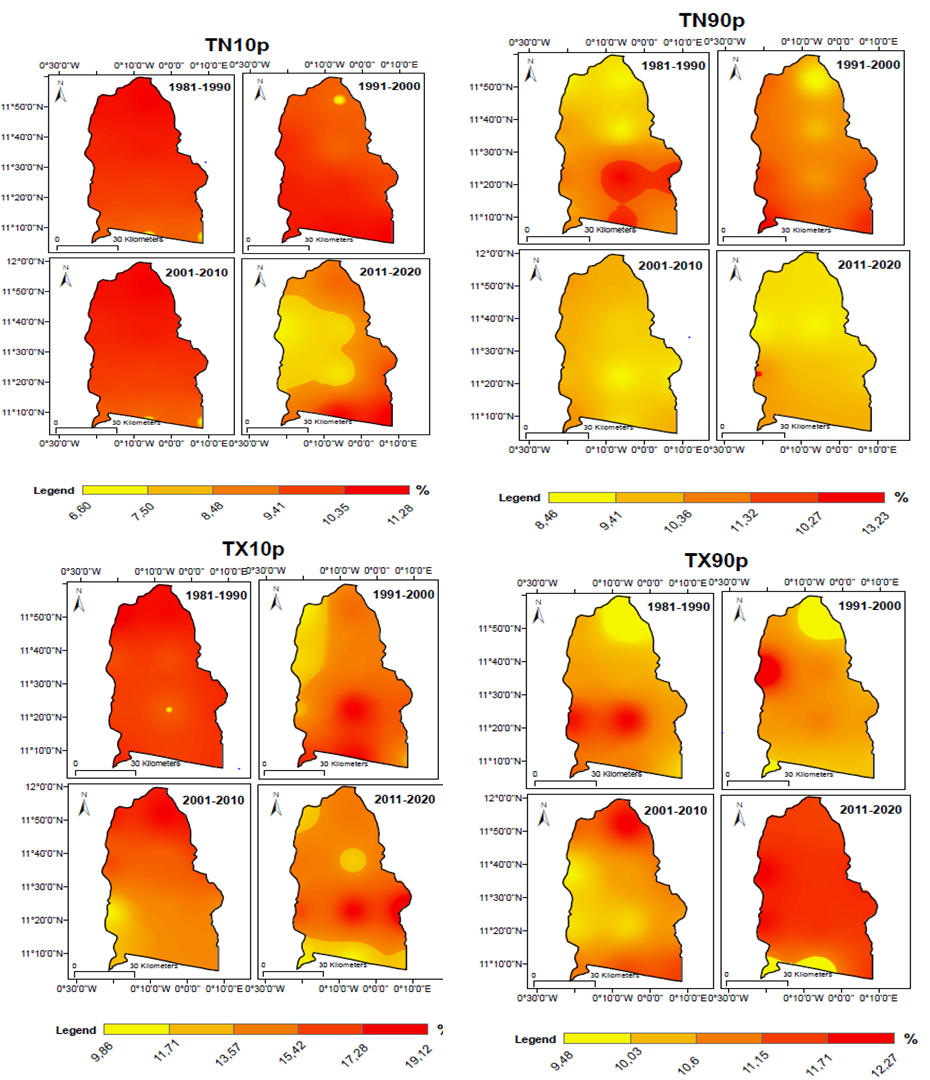 TN10p
0°30'0"W 0°10'0"W 0°0'0" 0°10'0"E 0°30'0"W 0°10'0"W 0°0'0" 0°10'0"E
N 1981-1990 N 1991-2000
11°50'0"N
11°40'0"N
11°30'0"N
11°20'0"N
11°10'0"N
0 30 Kilometers 0 30 Kilometers
12°0'0"N
N 2001-2010 N 2011-2020
11°50'0"N
11°40'0"N
11°30'0"N
11°20'0"N
11°10'0"N
0 30 Kilometers 0 30 Kilometers
0°30'0"W 0°10'0"W 0°0'0" 0°10'0"E 0°30'0"W 0°10'0"W 0°0'0" 0°10'0"E
Legend %
6,60 7,50 8,48 9,41 10,35 11,28
TN90p
0°30'0"W 0°10'0"W 0°0'0" 0°10'0"E 0°30'0"W 0°10'0"W 0°0'0" 0°10'0"E
N 1981-1990 N 1991-2000
11°50'0"N
11°40'0"N
11°30'0"N
11°20'0"N
11°10'0"N
0 30 Kilometers 0 30 Kilometers
12°0'0"N
N 2001-2010 N 2011-2020
11°50'0"N
11°40'0"N
11°30'0"N
11°20'0"N
11°10'0"N
0 30 Kilometers 0 30 Kilometers
0°30'0"W 0°10'0"W 0°0'0" 0°10'0"E 0°30'0"W 0°10'0"W 0°0'0" 0°10'0"E
Legend %
8,46 9,41 10,36 11,32 10,27 13,23
TX10p
0°30'0"W 0°10'0"W 0°0'0" 0°10'0"E 0°30'0"W 0°10'0"W 0°0'0" 0°10'0"E
N 1981-1990 N 1991-2000
11°50'0"N
11°40'0"N
11°30'0"N
11°20'0"N
11°10'0"N
0 30 Kilometers 0 30 Kilometers
12°0'0"N
N 2001-2010 N 2011-2020
11°50'0"N
11°40'0"N
11°30'0"N
11°20'0"N
11°10'0"N
0 30 Kilometers 0 30 Kilometers
0°30'0"W 0°10'0"W 0°0'0" 0°10'0"E 0°30'0"W 0°10'0"W 0°0'0" 0°10'0"E
Legend
9,86 11,71 13,57 15,42 17,28 19,12
TX90p
0°30'0"W 0°10'0"W 0°0'0" 0°10'0"E 0°30'0"W 0°10'0"W 0°0'0" 0°10'0"E
N 1981-1990 N 1991-2000
11°50'0"N
11°40'0"N
11°30'0"N
11°20'0"N
11°10'0"N
0 30 Kilometers 0 30 Kilometers
12°0'0"N
N 2001-2010 N 2011-2020
11°50'0"N
11°40'0"N
11°30'0"N
11°20'0"N
11°10'0"N
0 30 Kilometers 0 30 Kilometers
0°30'0"W 0°10'0"W 0°0'0" 0°10'0"E 0°30'0"W 0°10'0"W 0°0'0" 0°10'0"E
Legend %
9,48 10,03 10,6 11,15 11,71 12,27